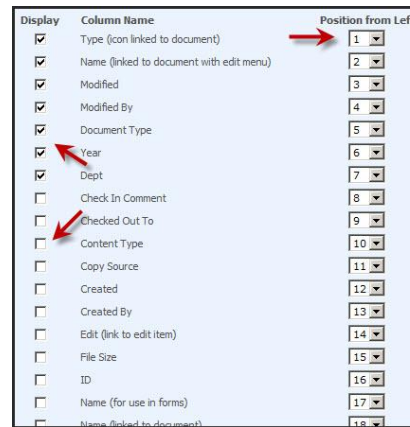 Display Column Name Position from Left
Type (icon linked to document) 1
Name (linked to document with edit menu) 2
Modified 3
Modified By 4
Document Type 5
Year 6
Dept 7
Check In Comment 8
Checked Out To 9
Content Type 10
Copy Source 11
Created 12
Created By 13
Edit (link to edit item) 14
File Size 15
ID 16
Name (for use in forms) 17
Name (linked to document) 18